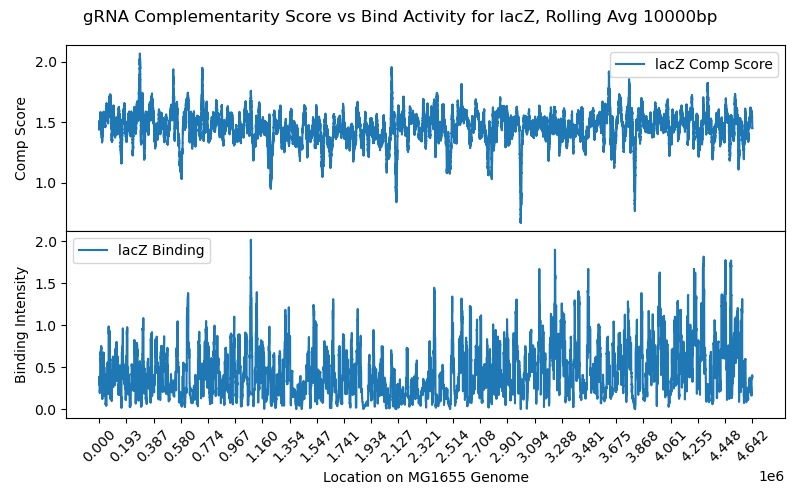 gRNA Complementarity Score vs Bind Activity for lacZ, Rolling Avg 10000bp
lacZ Comp Score
Comp Score
2.0
1.5
1.0
lacZ Binding
Binding Intensity
2.0
1.5
1.0
0.5
0.0
0.000 0.193 0.387 0.580 0.774 0.967 1.160 1.354 1.547 1.741 1.934 2.127 2.321 2.514 2.708 2.901 3.094 3.288 3.481 3.675 3.868 4.061 4.255 4.448 4.642
Location on MG1655 Genome
1e6